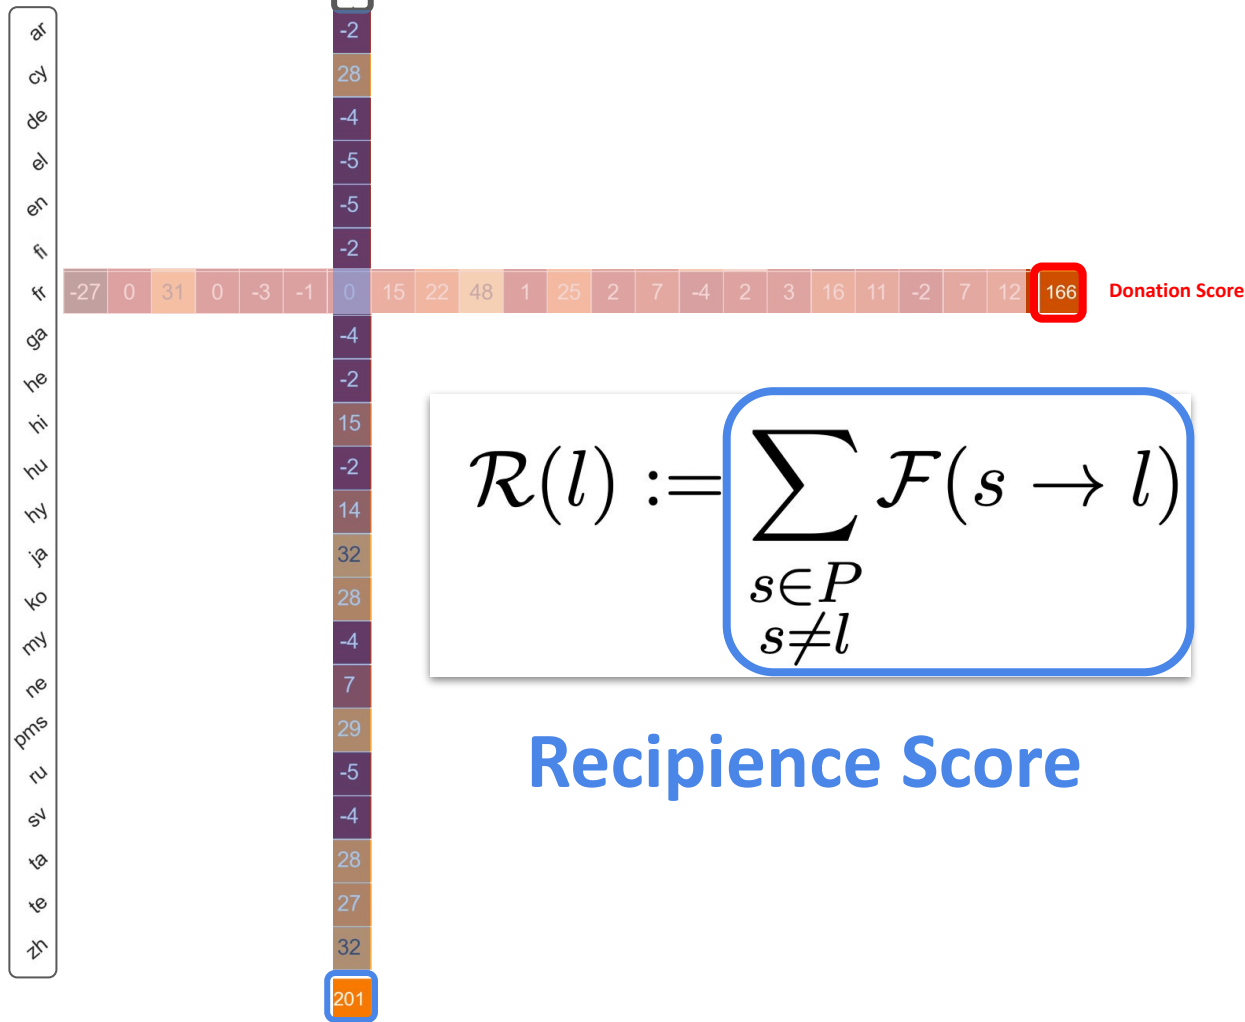 ar -2
cy 28
de -4
el -5
en -5
fi -2
fr -27 0 31 0 -3 -1 0 15 22 48 1 25 2 7 -4 2 3 16 11 -2 7 12 166 Donation Score
ga -4
he -2
hi 15
hu -2
hy 14
ja 32
ko 28
my -4
ne 7
pms 29
ru -5
sv -4
ta 28
te 27
zh 32
201
R(l) := ∑ F(s → l)
s∈P
s≠l
Recipience Score